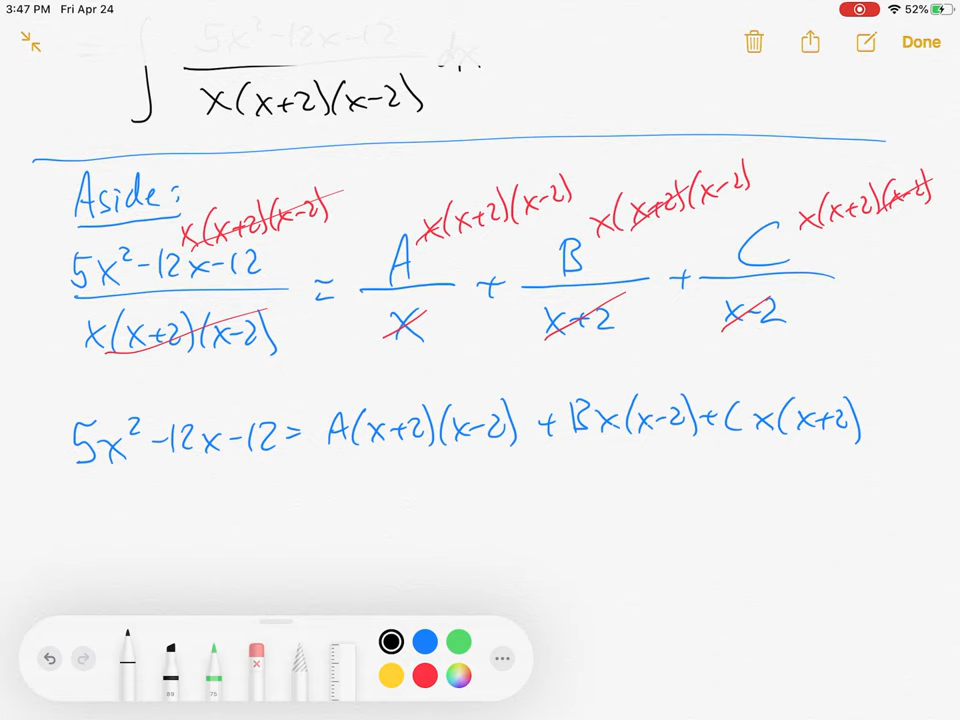 3:47 PM Fri Apr 24
52%
Done
= ∫ (5x² -12x -12) / (x(x+2)(x-2)) dx
Aside:
x(x+2)(x-2) x(x+2)(x-2) x(x+2)(x-2) x(x+2)(x-2)
(5x² -12x -12) / (x(x+2)(x-2)) = A/x + B/(x+2) + C/(x-2)
5x² -12x -12 = A(x+2)(x-2) + Bx(x-2) + Cx(x+2)
89 75